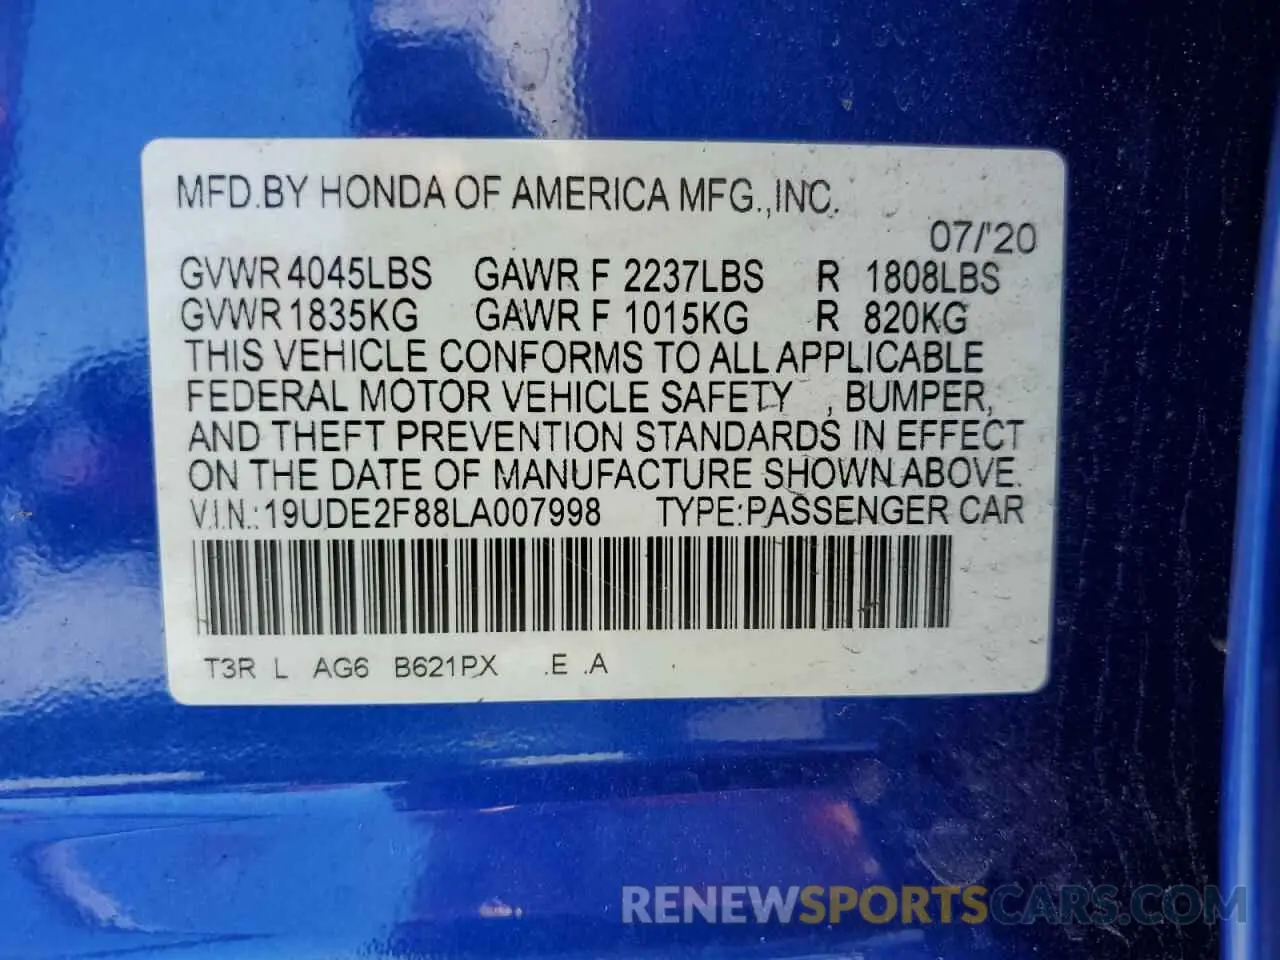 MFD.BY HONDA OF AMERICA MFG.,INC.
07/'20
GVWR 4045LBS GAWR F 2237LBS R 1808LBS
GVWR 1835KG GAWR F 1015KG R 820KG
THIS VEHICLE CONFORMS TO ALL APPLICABLE
FEDERAL MOTOR VEHICLE SAFETY , BUMPER,
AND THEFT PREVENTION STANDARDS IN EFFECT
ON THE DATE OF MANUFACTURE SHOWN ABOVE.
V.I.N.:19UDE2F88LA007998 TYPE:PASSENGER CAR
T3R L AG6 B621PX .E .A
RENEWSPORTSCARS.COM